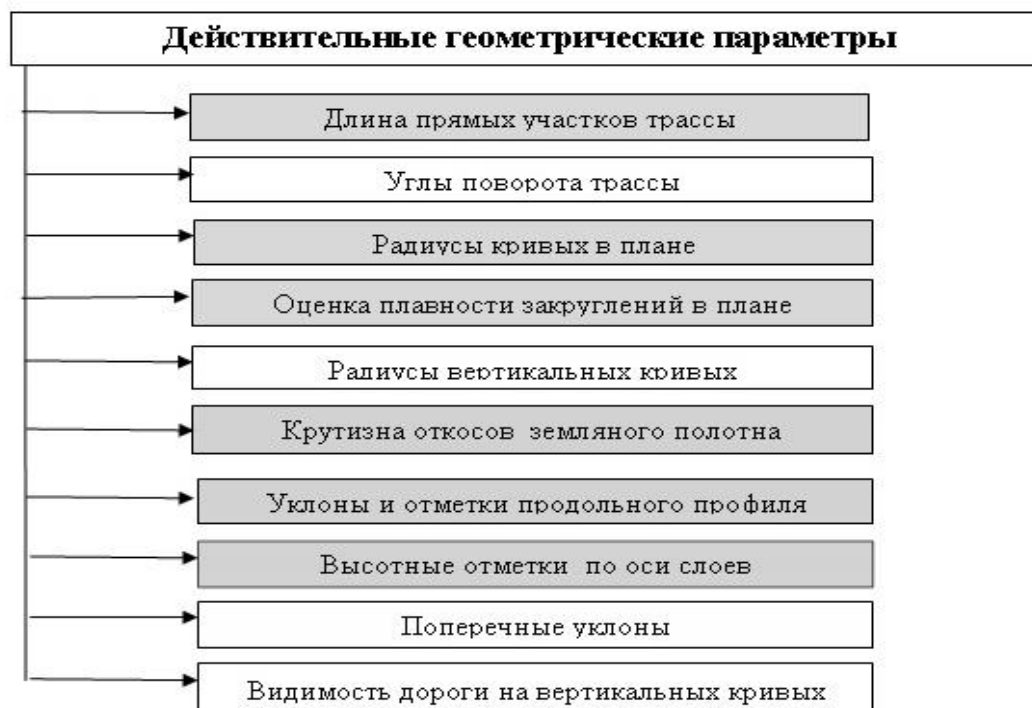 Действительные геометрические параметры
Длина прямых участков трассы
Углы поворота трассы
Радиусы кривых в плане
Оценка плавности закруглений в плане
Радиусы вертикальных кривых
Крутизна откосов земляного полотна
Уклоны и отметки продольного профиля
Высотные отметки по оси слоев
Поперечные уклоны
Видимость дороги на вертикальных кривых